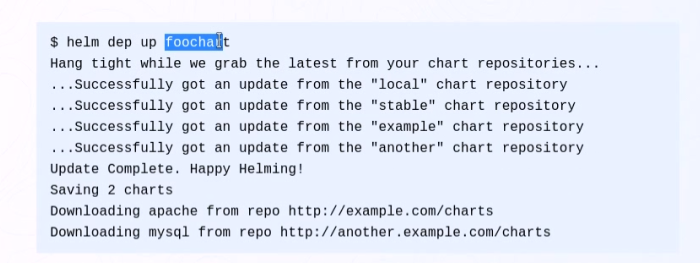 $ helm dep up foochart
Hang tight while we grab the latest from your chart repositories...
...Successfully got an update from the "local" chart repository
...Successfully got an update from the "stable" chart repository
...Successfully got an update from the "example" chart repository
...Successfully got an update from the "another" chart repository
Update Complete. Happy Helming!
Saving 2 charts
Downloading apache from repo http://example.com/charts
Downloading mysql from repo http://another.example.com/charts